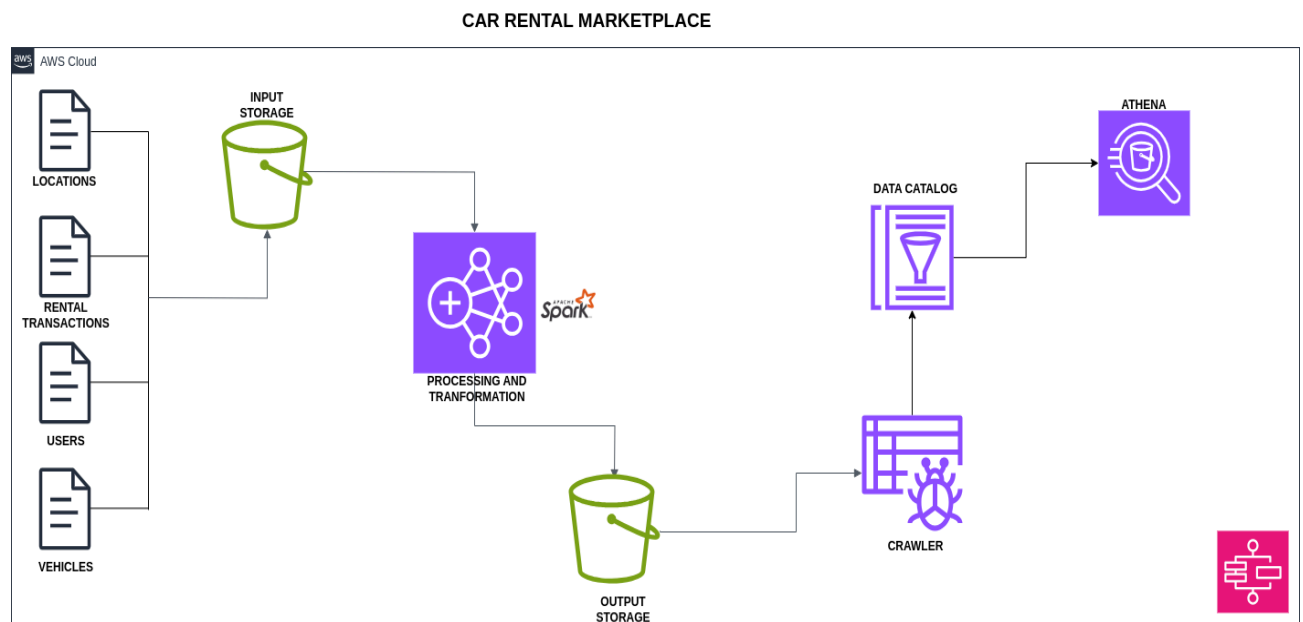 CAR RENTAL MARKETPLACE
aws
AWS Cloud
LOCATIONS
RENTAL
TRANSACTIONS
USERS
VEHICLES
INPUT
STORAGE
APACHE
Spark
PROCESSING AND
TRANFORMATION
OUTPUT
STORAGE
CRAWLER
DATA CATALOG
ATHENA